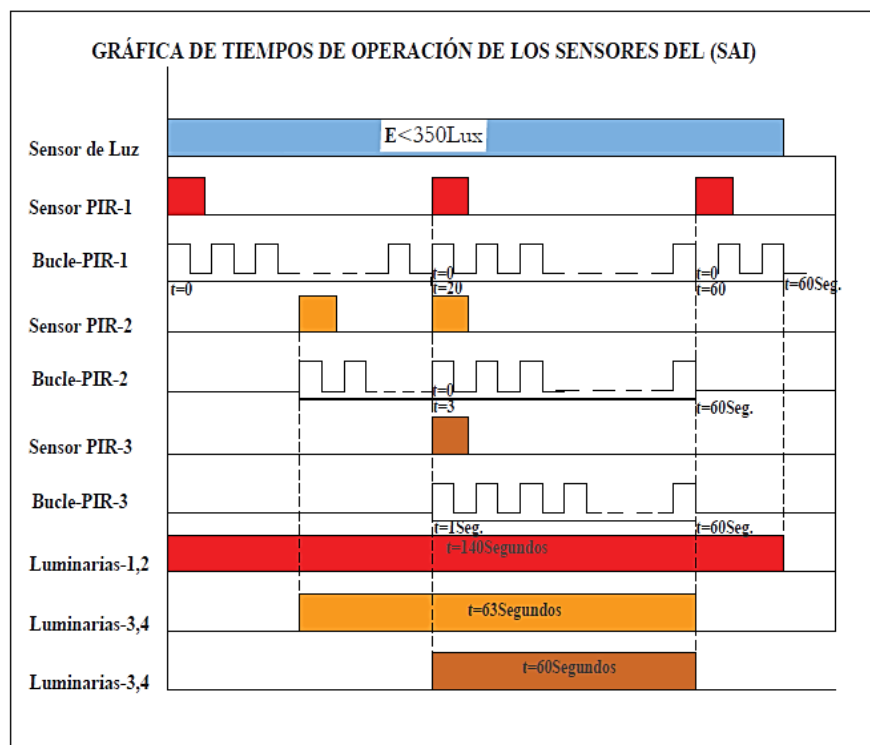 GRÁFICA DE TIEMPOS DE OPERACIÓN DE LOS SENSORES DEL (SAI)
E<350Lux
Sensor de Luz
Sensor PIR-1
Bucle-PIR-1
t=0
t=0
t=20
t=0
t=60
t=60Seg.
Sensor PIR-2
Bucle-PIR-2
t=0
t=3
t=60Seg.
Sensor PIR-3
Bucle-PIR-3
t=1Seg.
t=60Seg.
Luminarias-1,2
t=140Segundos
Luminarias-3,4
t=63Segundos
Luminarias-3,4
t=60Segundos